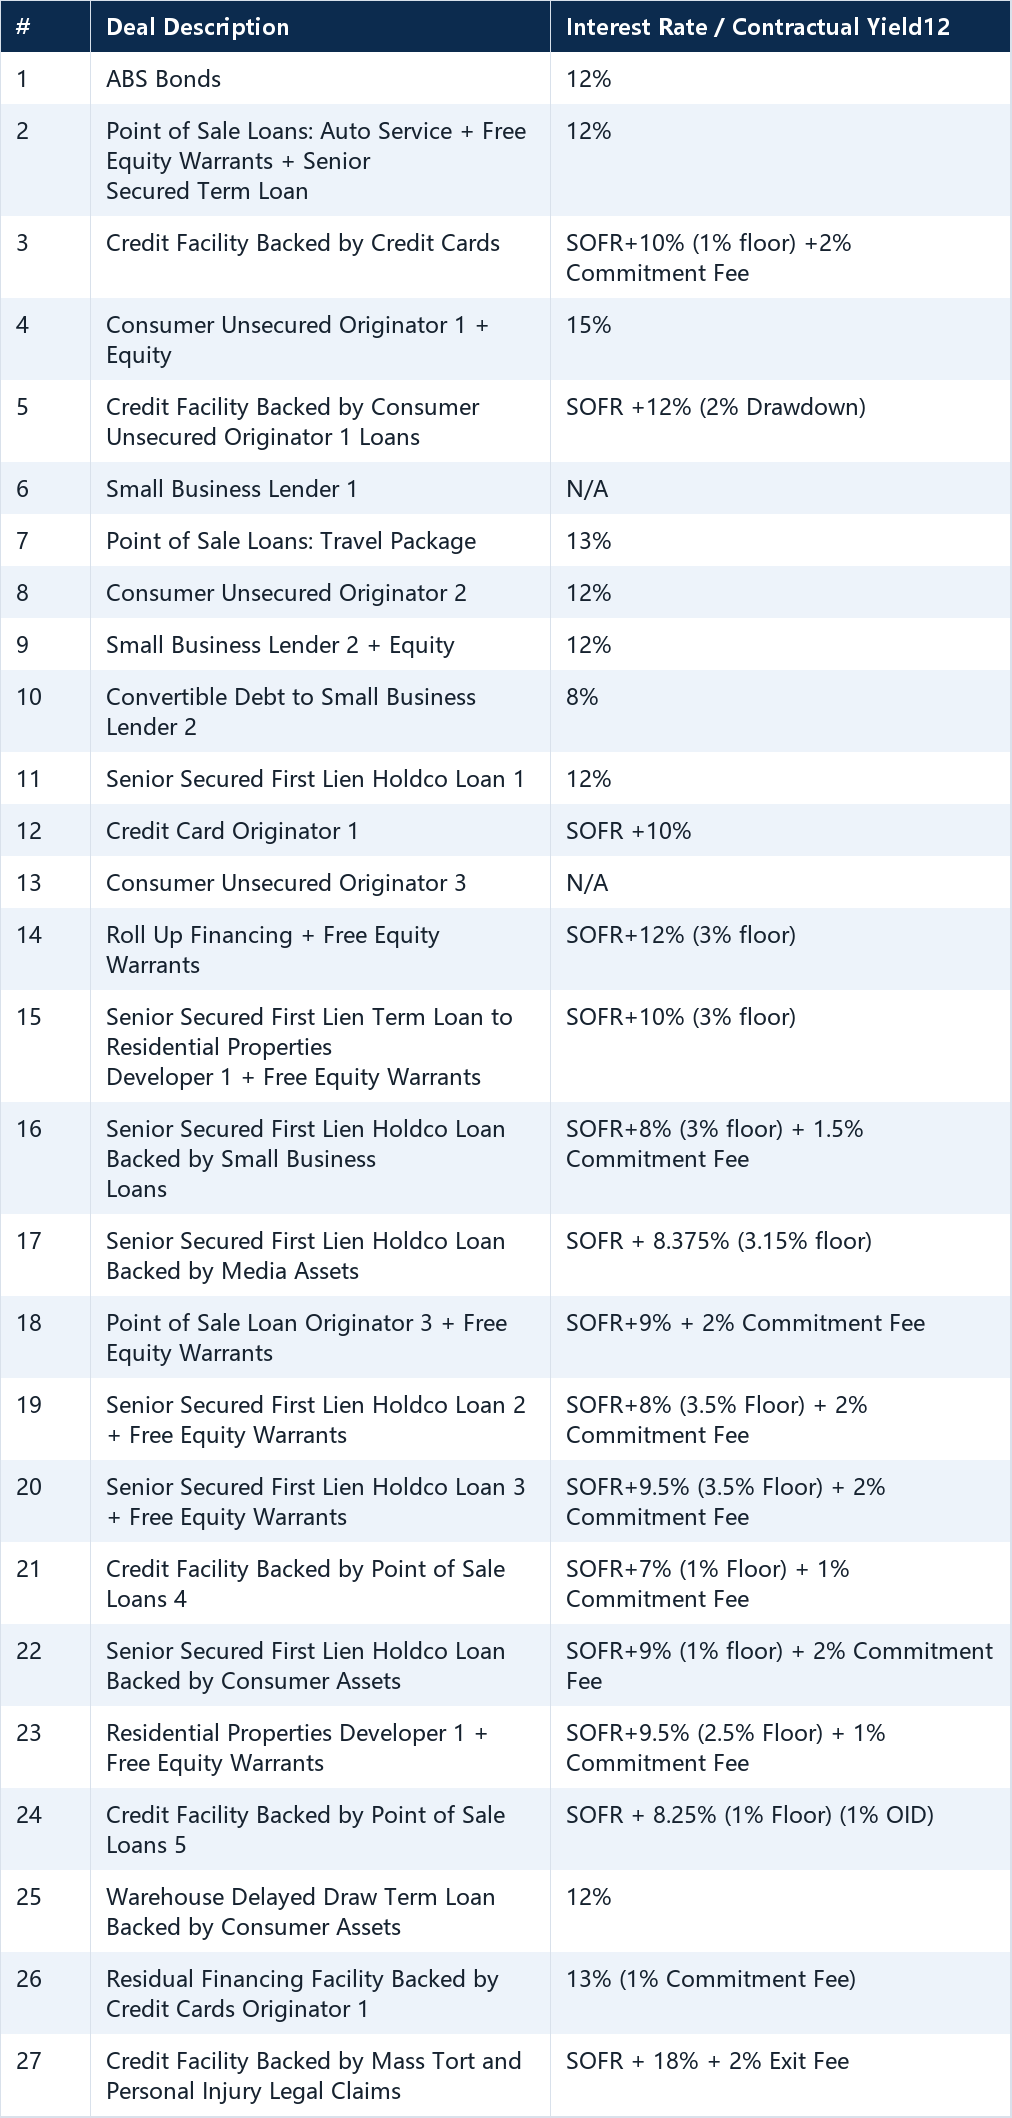 # Deal Description Interest Rate / Contractual Yield12
1 ABS Bonds 12%
2 Point of Sale Loans: Auto Service + Free 12%
Equity Warrants + Senior
Secured Term Loan
3 Credit Facility Backed by Credit Cards SOFR+10% (1% floor) +2%
Commitment Fee
4 Consumer Unsecured Originator 1 + 15%
Equity
5 Credit Facility Backed by Consumer SOFR +12% (2% Drawdown)
Unsecured Originator 1 Loans
6 Small Business Lender 1 N/A
7 Point of Sale Loans: Travel Package 13%
8 Consumer Unsecured Originator 2 12%
9 Small Business Lender 2 + Equity 12%
10 Convertible Debt to Small Business 8%
Lender 2
11 Senior Secured First Lien Holdco Loan 1 12%
12 Credit Card Originator 1 SOFR +10%
13 Consumer Unsecured Originator 3 N/A
14 Roll Up Financing + Free Equity SOFR+12% (3% floor)
Warrants
15 Senior Secured First Lien Term Loan to SOFR+10% (3% floor)
Residential Properties
Developer 1 + Free Equity Warrants
16 Senior Secured First Lien Holdco Loan SOFR+8% (3% floor) + 1.5%
Backed by Small Business Commitment Fee
Loans
17 Senior Secured First Lien Holdco Loan SOFR + 8.375% (3.15% floor)
Backed by Media Assets
18 Point of Sale Loan Originator 3 + Free SOFR+9% + 2% Commitment Fee
Equity Warrants
19 Senior Secured First Lien Holdco Loan 2 SOFR+8% (3.5% Floor) + 2%
+ Free Equity Warrants Commitment Fee
20 Senior Secured First Lien Holdco Loan 3 SOFR+9.5% (3.5% Floor) + 2%
+ Free Equity Warrants Commitment Fee
21 Credit Facility Backed by Point of Sale SOFR+7% (1% Floor) + 1%
Loans 4 Commitment Fee
22 Senior Secured First Lien Holdco Loan SOFR+9% (1% floor) + 2% Commitment
Backed by Consumer Assets Fee
23 Residential Properties Developer 1 + SOFR+9.5% (2.5% Floor) + 1%
Free Equity Warrants Commitment Fee
24 Credit Facility Backed by Point of Sale SOFR + 8.25% (1% Floor) (1% OID)
Loans 5
25 Warehouse Delayed Draw Term Loan 12%
Backed by Consumer Assets
26 Residual Financing Facility Backed by 13% (1% Commitment Fee)
Credit Cards Originator 1
27 Credit Facility Backed by Mass Tort and SOFR + 18% + 2% Exit Fee
Personal Injury Legal Claims